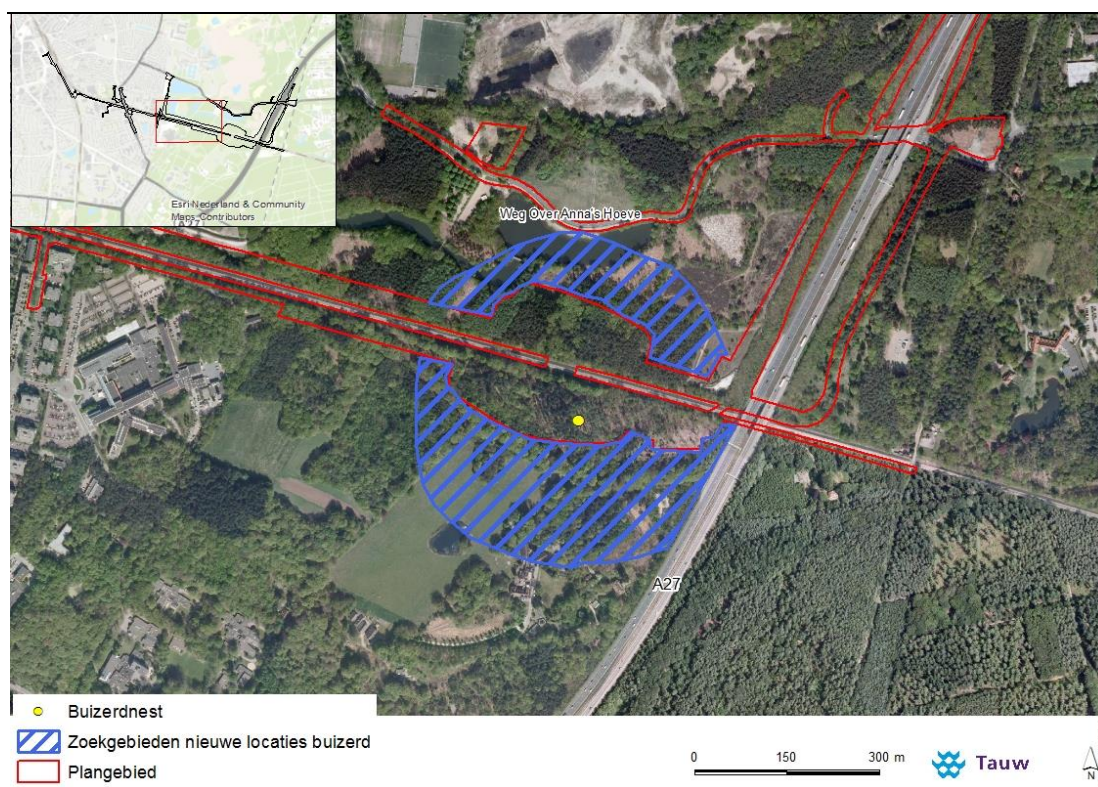 Esri Nederland & Community
Maps Contributors
Weg Over Anna's Hoeve
A27
Buizerdnest
Zoekgebieden nieuwe locaties buizerd
Plangebied
0 150 300 m
Tauw
N